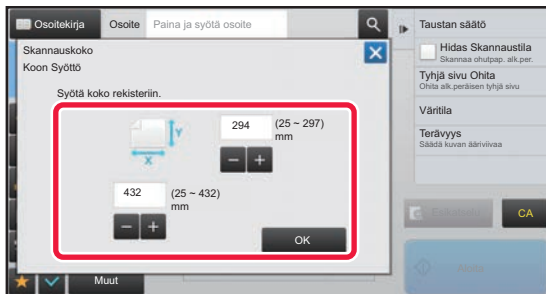 Osoitekirja
Osoite
Paina ja syötä osoite
Skannauskoko
Koon Syöttö
Syötä koko rekisteriin.
Y
X
294
(25 ~ 297)
mm
432
(25 ~ 432)
mm
OK
Muut
Taustan säätö
Hidas Skannaustila
Skannaa ohutpap. alk.per.
Tyhjä sivu Ohita
Ohita alk.peräisen tyhjä sivu
Väritila
Terävyys
Säädä kuvan ääriviivaa
Esikatselu
CA
Aloita